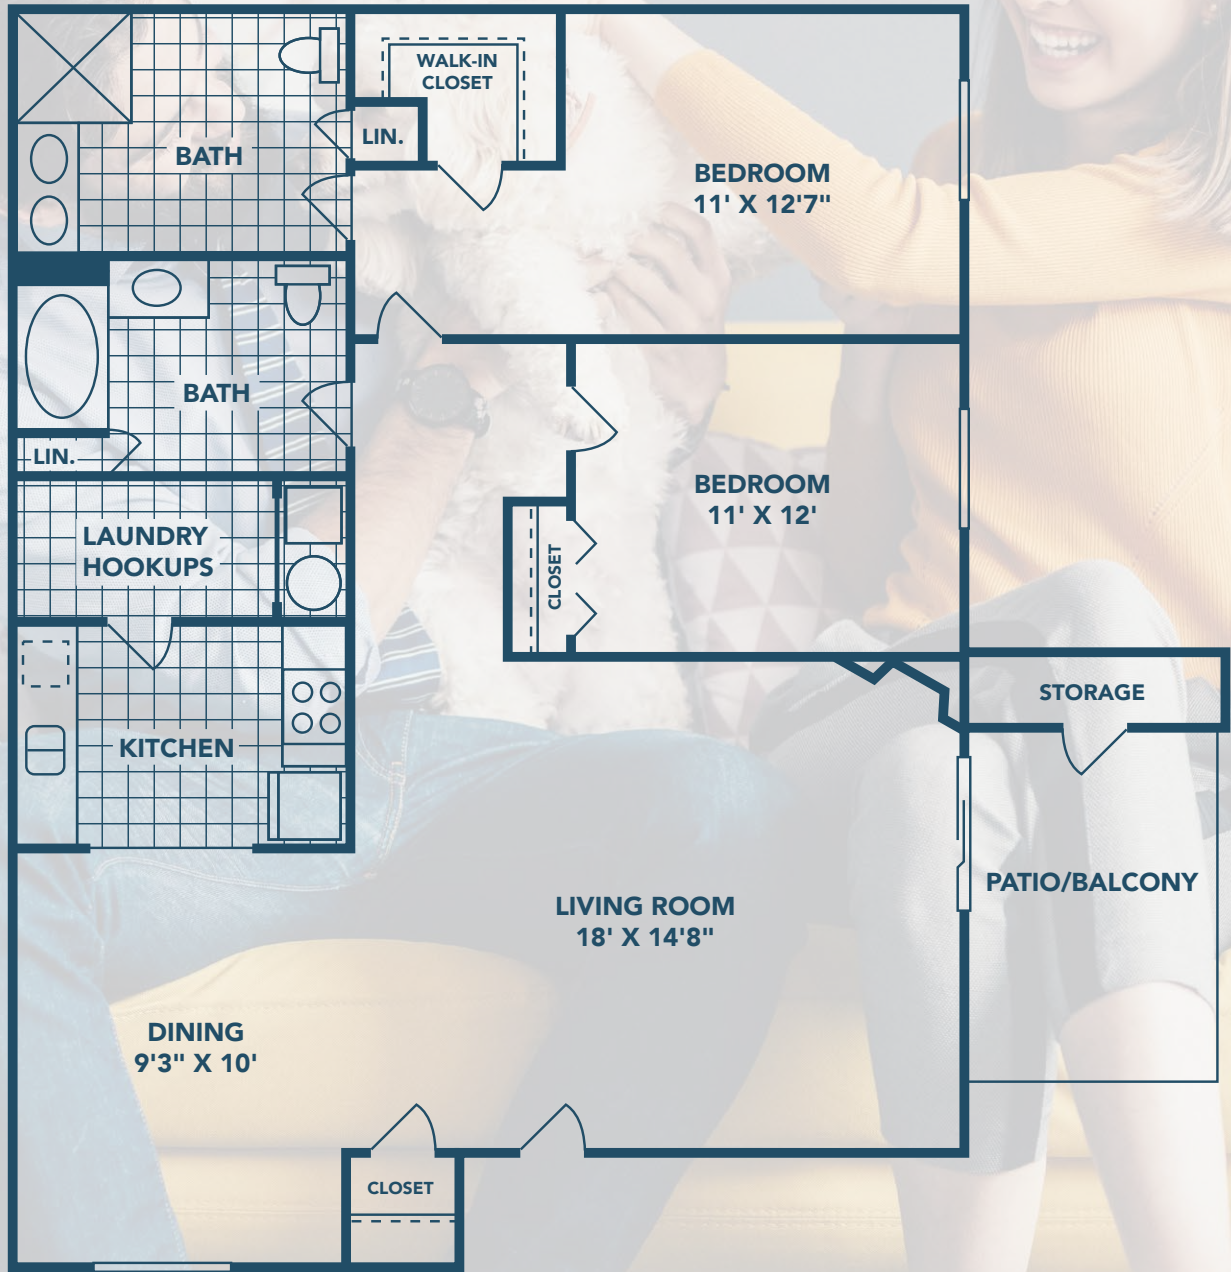 WALK-IN
CLOSET
LIN.
BATH
BEDROOM
11' X 12'7"
BATH
LIN.
BEDROOM
11' X 12'
LAUNDRY
HOOKUPS
CLOSET
STORAGE
KITCHEN
PATIO/BALCONY
LIVING ROOM
18' X 14'8"
DINING
9'3" X 10'
CLOSET